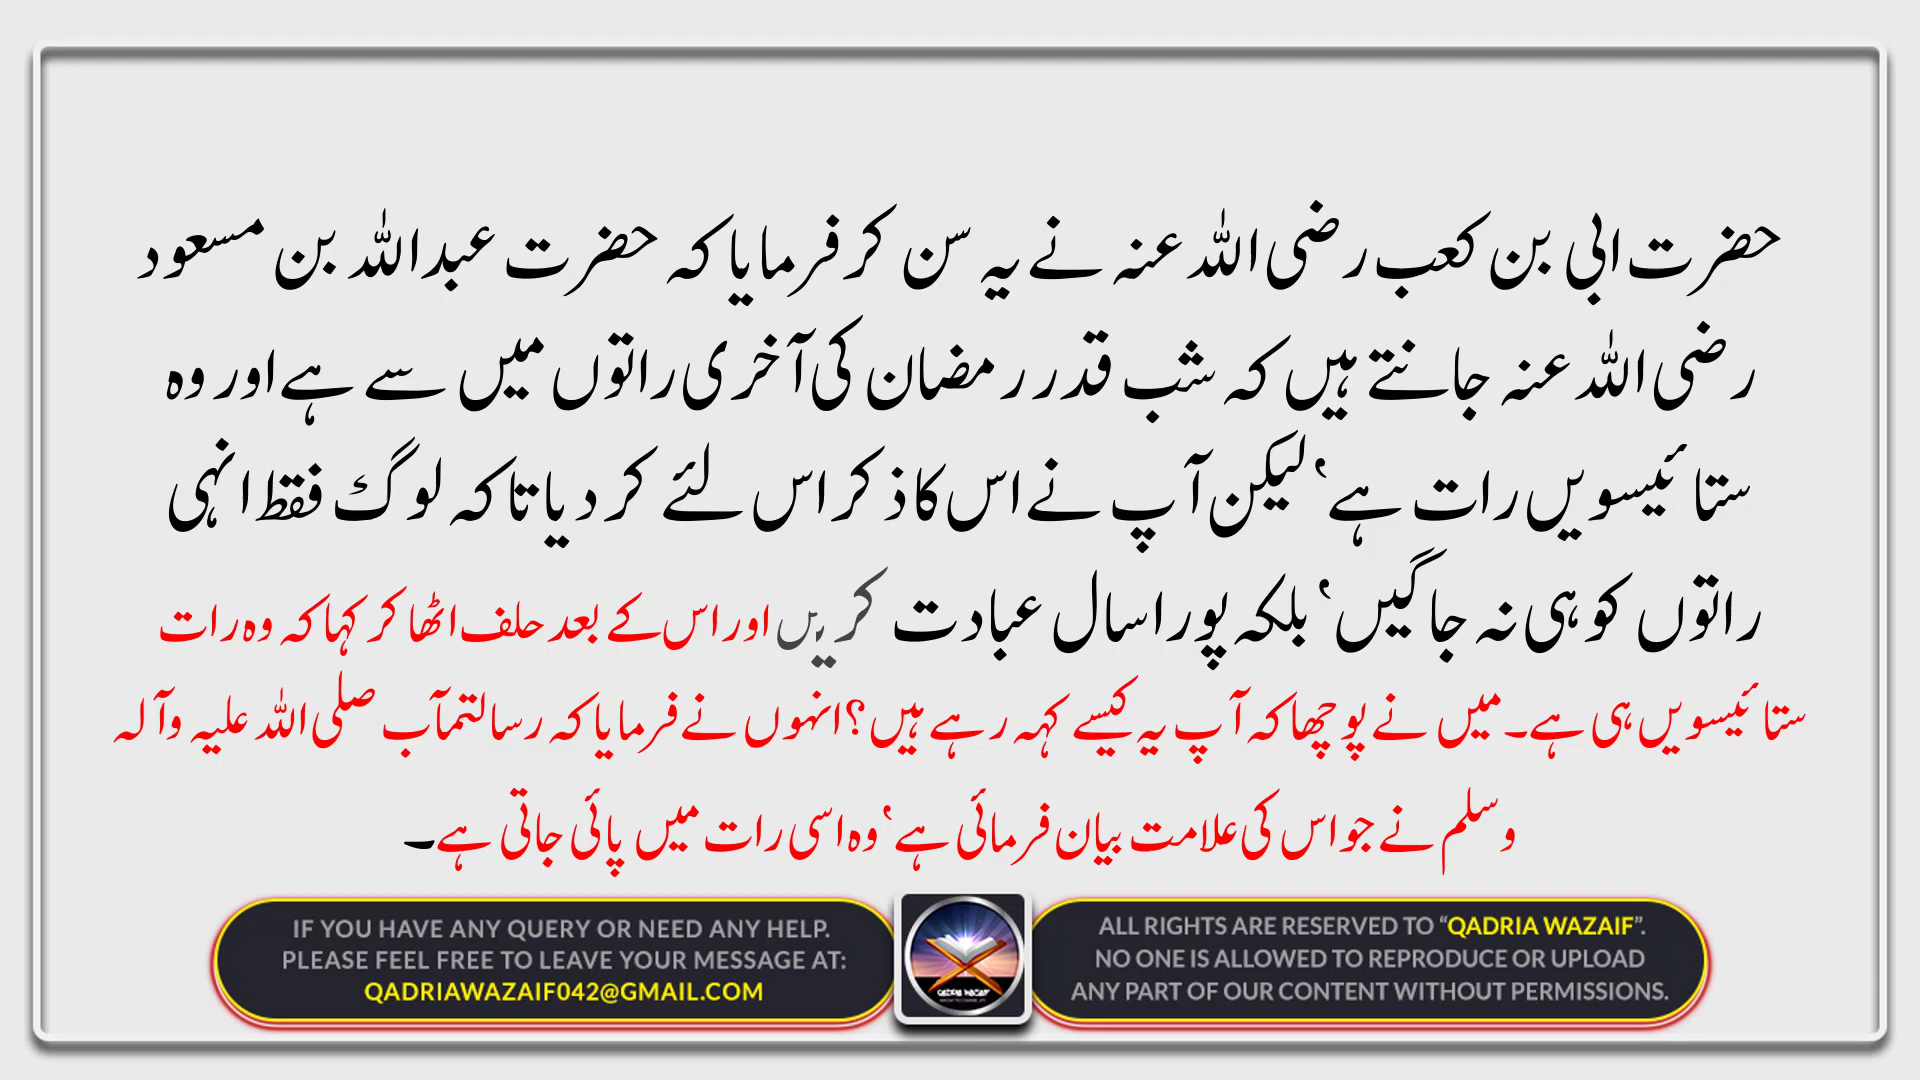 حضرت ابی بن کعب رضی اللہ عنہ نے یہ سن کر فرمایا کہ حضرت عبداللہ بن مسعود
رضی اللہ عنہ جانتے ہیں کہ شب قدر رمضان کی آخری راتوں میں سے ہے اور وہ
ستائیسویں رات ہے‘ لیکن آپ نے اس کا ذکر اس لئے کر دیا تاکہ لوگ فقط انہی
راتوں کو ہی نہ جاگیں‘ بلکہ پورا سال عبادت کریں اور اس کے بعد حلف اٹھا کر کہا کہ وہ رات
ستائیسویں ہی ہے۔ میں نے پوچھا کہ آپ یہ کیسے کہہ رہے ہیں؟ انہوں نے فرمایا کہ رسالتمآب صلی اللہ علیہ وآلہ
وسلم نے جو اس کی علامت بیان فرمائی ہے‘ وہ اسی رات میں پائی جاتی ہے۔
IF YOU HAVE ANY QUERY OR NEED ANY HELP.
PLEASE FEEL FREE TO LEAVE YOUR MESSAGE AT:
QADRIAWAZAIF042@GMAIL.COM
QADRIA WAZAIF
ALL RIGHTS ARE RESERVED TO “QADRIA WAZAIF”.
NO ONE IS ALLOWED TO REPRODUCE OR UPLOAD
ANY PART OF OUR CONTENT WITHOUT PERMISSIONS.